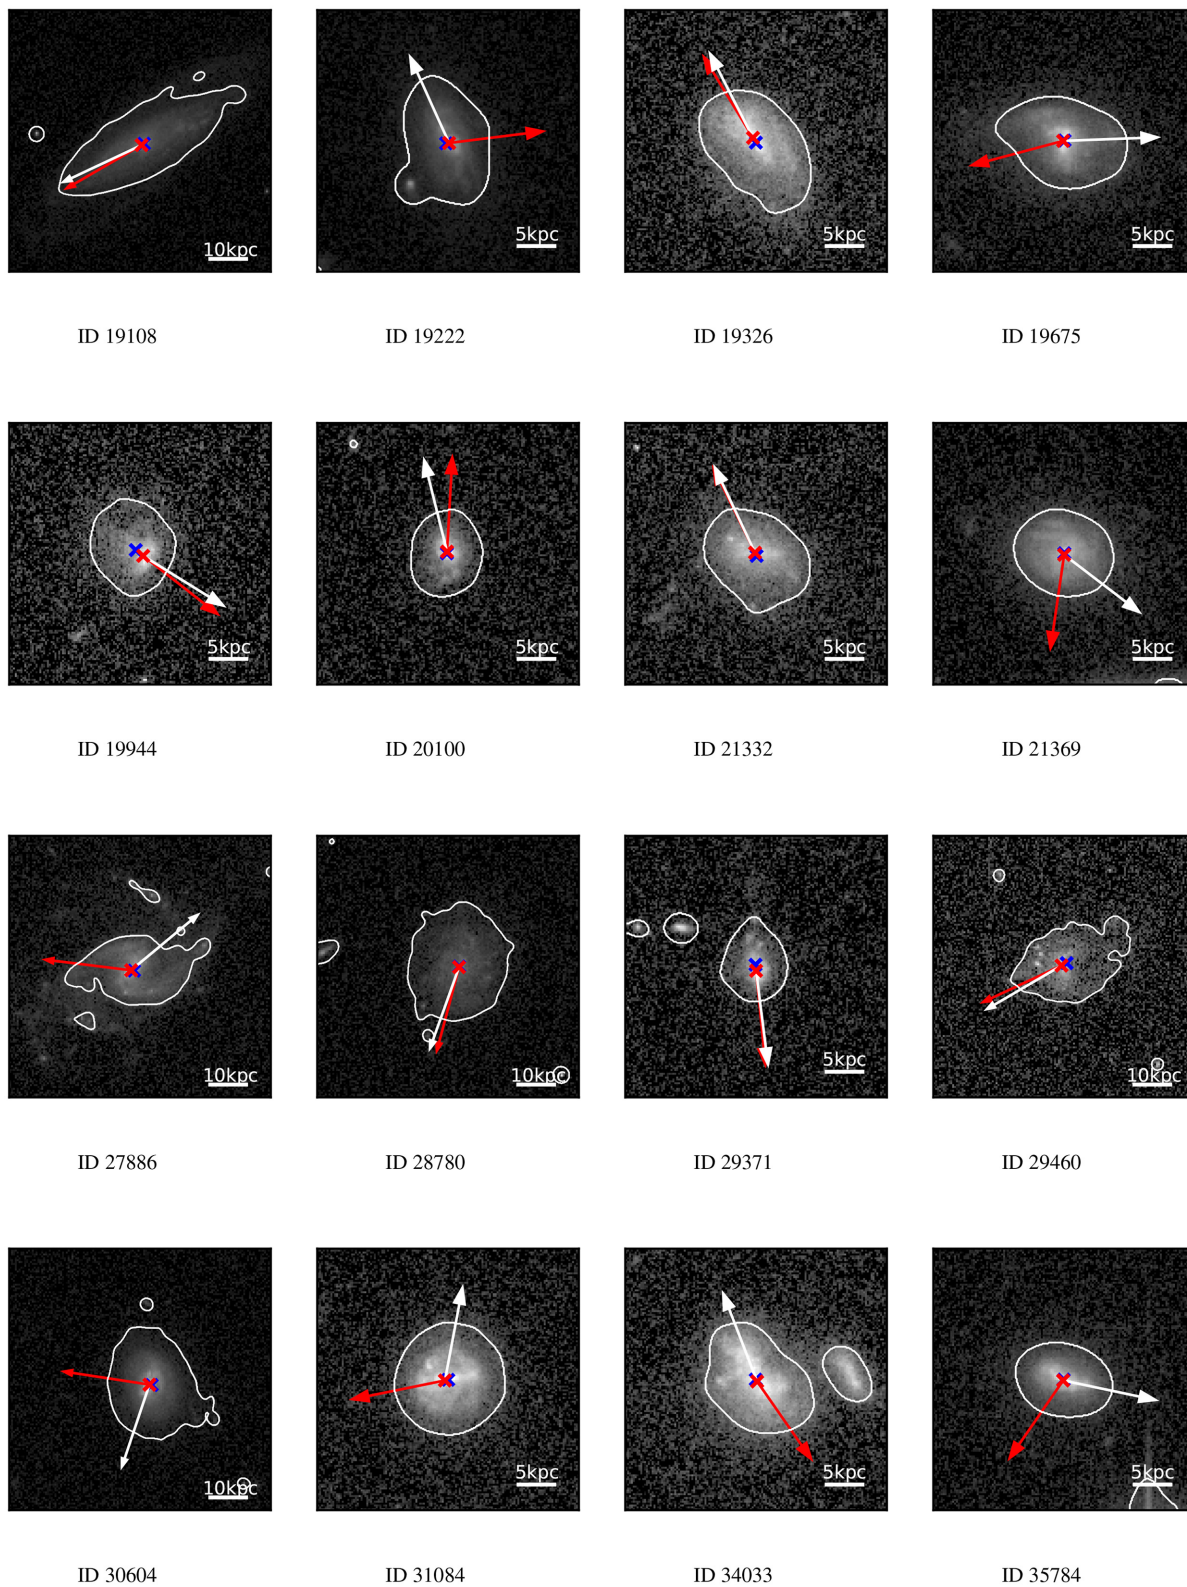 10kpc
5kpc
5kpc
5kpc
ID 19108
ID 19222
ID 19326
ID 19675
5kpc
5kpc
5kpc
5kpc
ID 19944
ID 20100
ID 21332
ID 21369
10kpc
10kpc
5kpc
10kpc
ID 27886
ID 28780
ID 29371
ID 29460
10kpc
5kpc
5kpc
5kpc
ID 30604
ID 31084
ID 34033
ID 35784